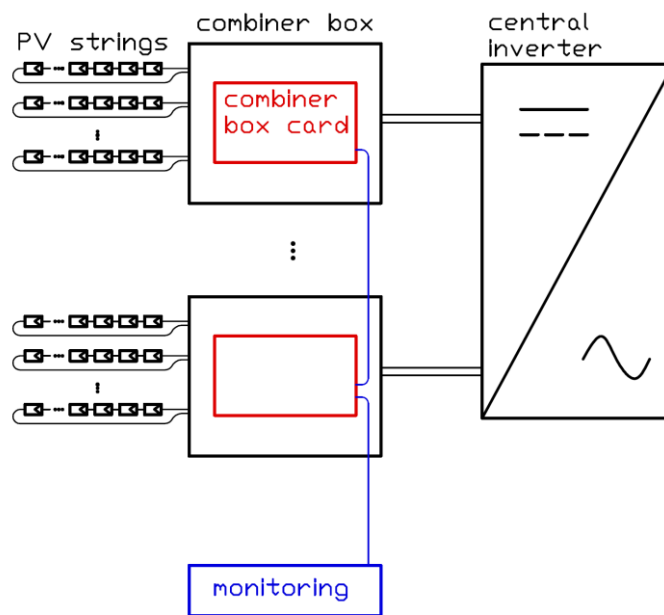 PV strings
combiner box
central
inverter
combiner
box card
monitoring